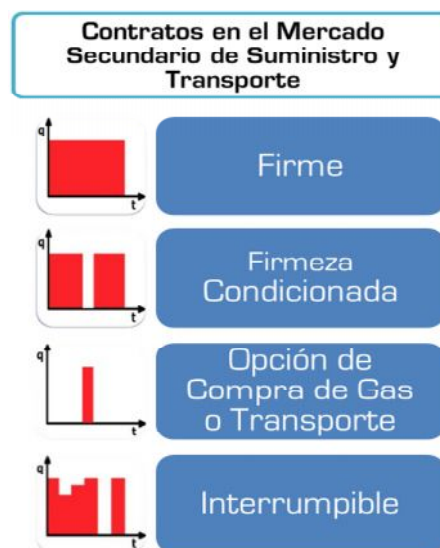 Contratos en el Mercado
Secundario de Suministro y
Transporte
q
t
Firme
q
t
Firmeza
Condicionada
q
t
Opción de
Compra de Gas
o Transporte
q
t
Interrumpible